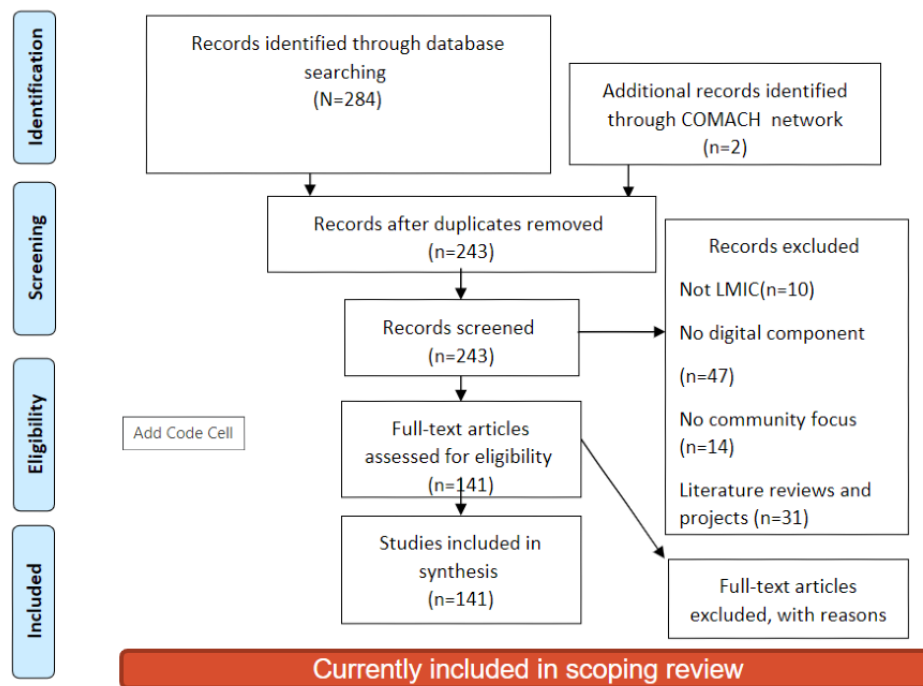 Identification
Records identified through database
searching
(N=284)
Additional records identified
through COMACH network
(n=2)
Screening
Records after duplicates removed
(n=243)
Records screened
(n=243)
Records excluded
Not LMIC(n=10)
No digital component
(n=47)
No community focus
(n=14)
Literature reviews and
projects (n=31)
Eligibility
Add Code Cell
Full-text articles
assessed for eligibility
(n=141)
Included
Studies included in
synthesis
(n=141)
Full-text articles
excluded, with reasons
Currently included in scoping review